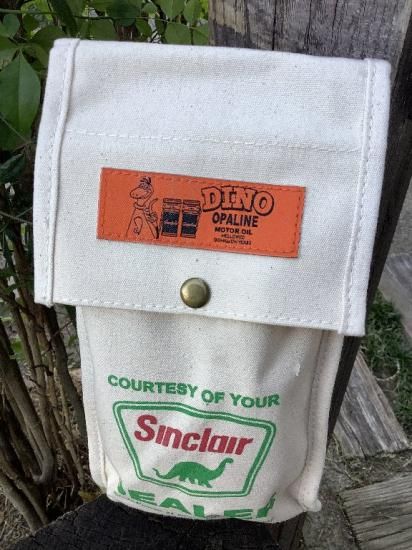 DINO
OPALINE
MOTOR OIL
COURTESY OF YOUR
Sinclair
DEALER